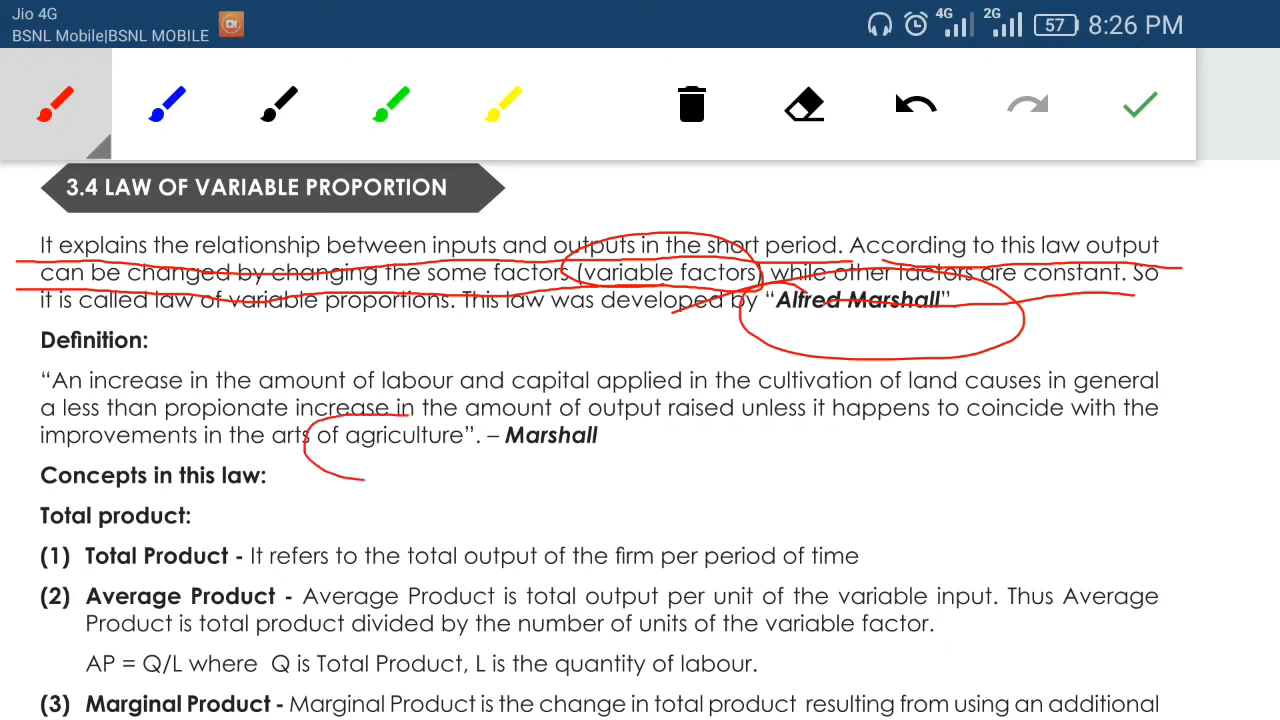 Jio 4G
BSNL Mobile|BSNL MOBILE
4G 2G 57 8:26 PM
3.4 LAW OF VARIABLE PROPORTION
It explains the relationship between inputs and outputs in the short period. According to this law output
can be changed by changing the some factors (variable factors) while other factors are constant. So
it is called law of variable proportions. This law was developed by “Alfred Marshall”
Definition:
“An increase in the amount of labour and capital applied in the cultivation of land causes in general
a less than propionate increase in the amount of output raised unless it happens to coincide with the
improvements in the arts of agriculture”. – Marshall
Concepts in this law:
Total product:
(1) Total Product - It refers to the total output of the firm per period of time
(2) Average Product - Average Product is total output per unit of the variable input. Thus Average
Product is total product divided by the number of units of the variable factor.
AP = Q/L where Q is Total Product, L is the quantity of labour.
(3) Marginal Product - Marginal Product is the change in total product resulting from using an additional